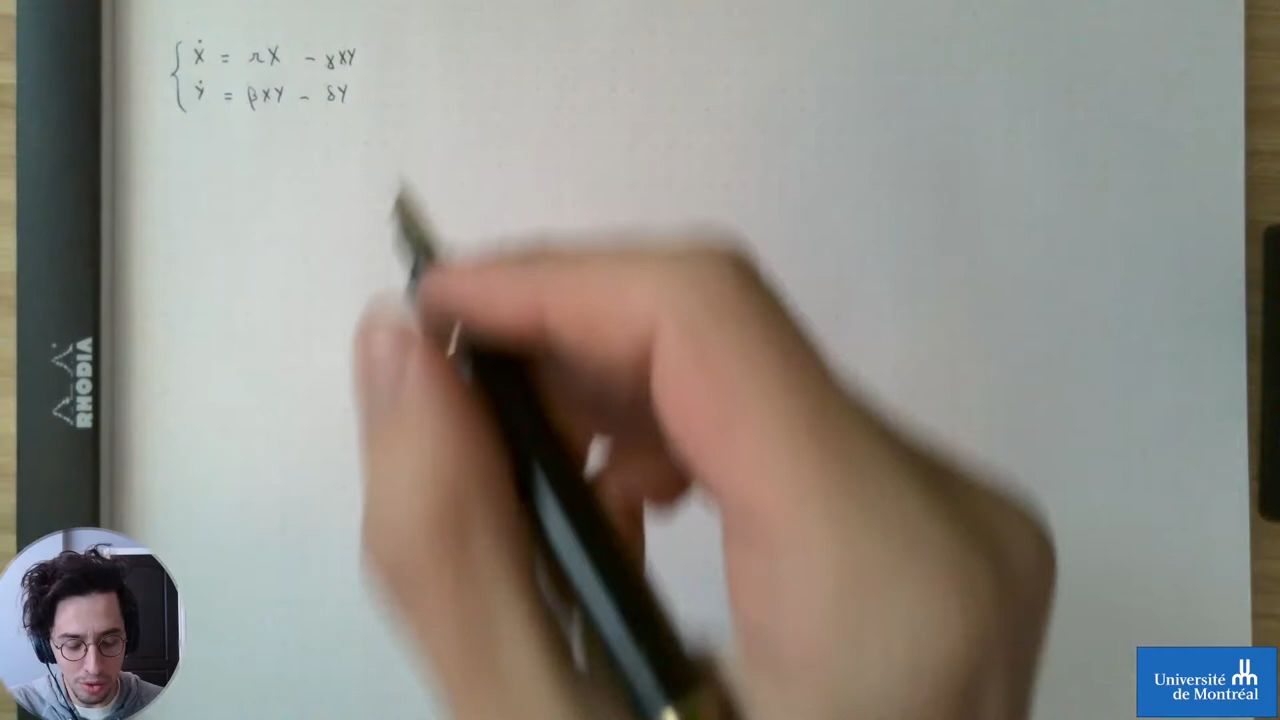 Ẋ = rX - γXY
Ẏ = βXY - δY
RHODIA
Université
de Montréal